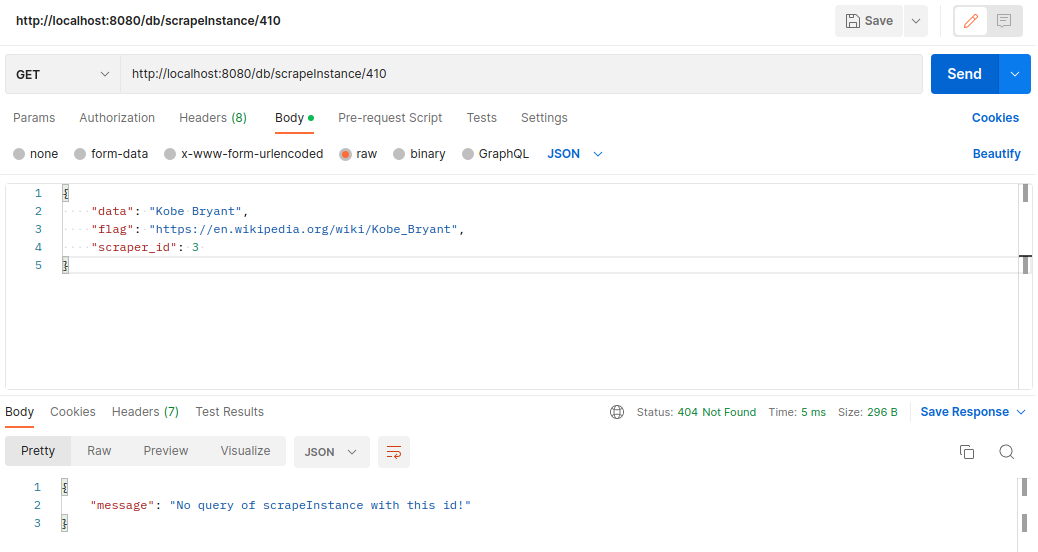 http://localhost:8080/db/scrapeInstance/410 Save
GET http://localhost:8080/db/scrapeInstance/410 Send
Params Authorization Headers (8) Body Pre-request Script Tests Settings Cookies
none form-data x-www-form-urlencoded raw binary GraphQL JSON Beautify
1 {
2 "data": "Kobe Bryant",
3 "flag": "https://en.wikipedia.org/wiki/Kobe_Bryant",
4 "scraper_id": 3
5 }
Body Cookies Headers (7) Test Results Status: 404 Not Found Time: 5 ms Size: 296 B Save Response
Pretty Raw Preview Visualize JSON
1 {
2 "message": "No query of scrapeInstance with this id!"
3 }